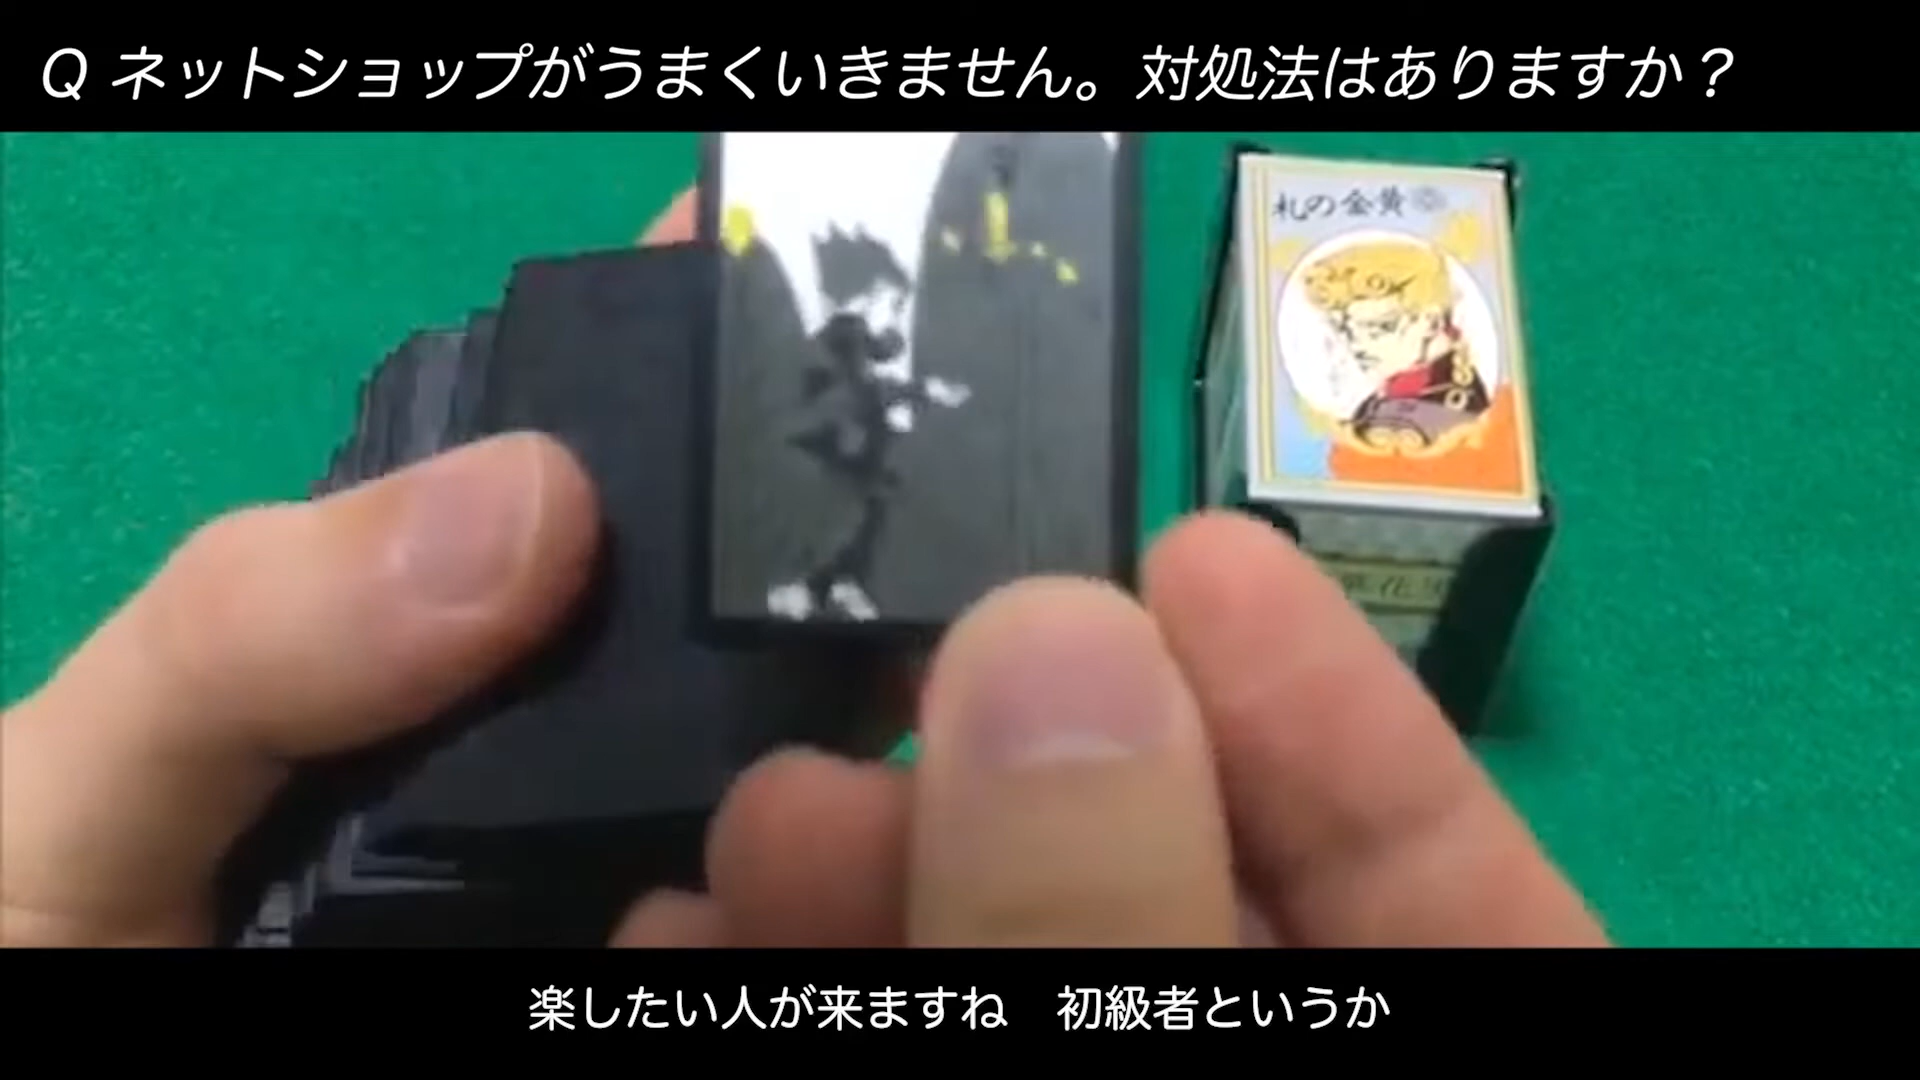 Q ネットショップがうまくいきません。対処法はありますか？
札の金黄
楽したい人が来ますね　初級者というか